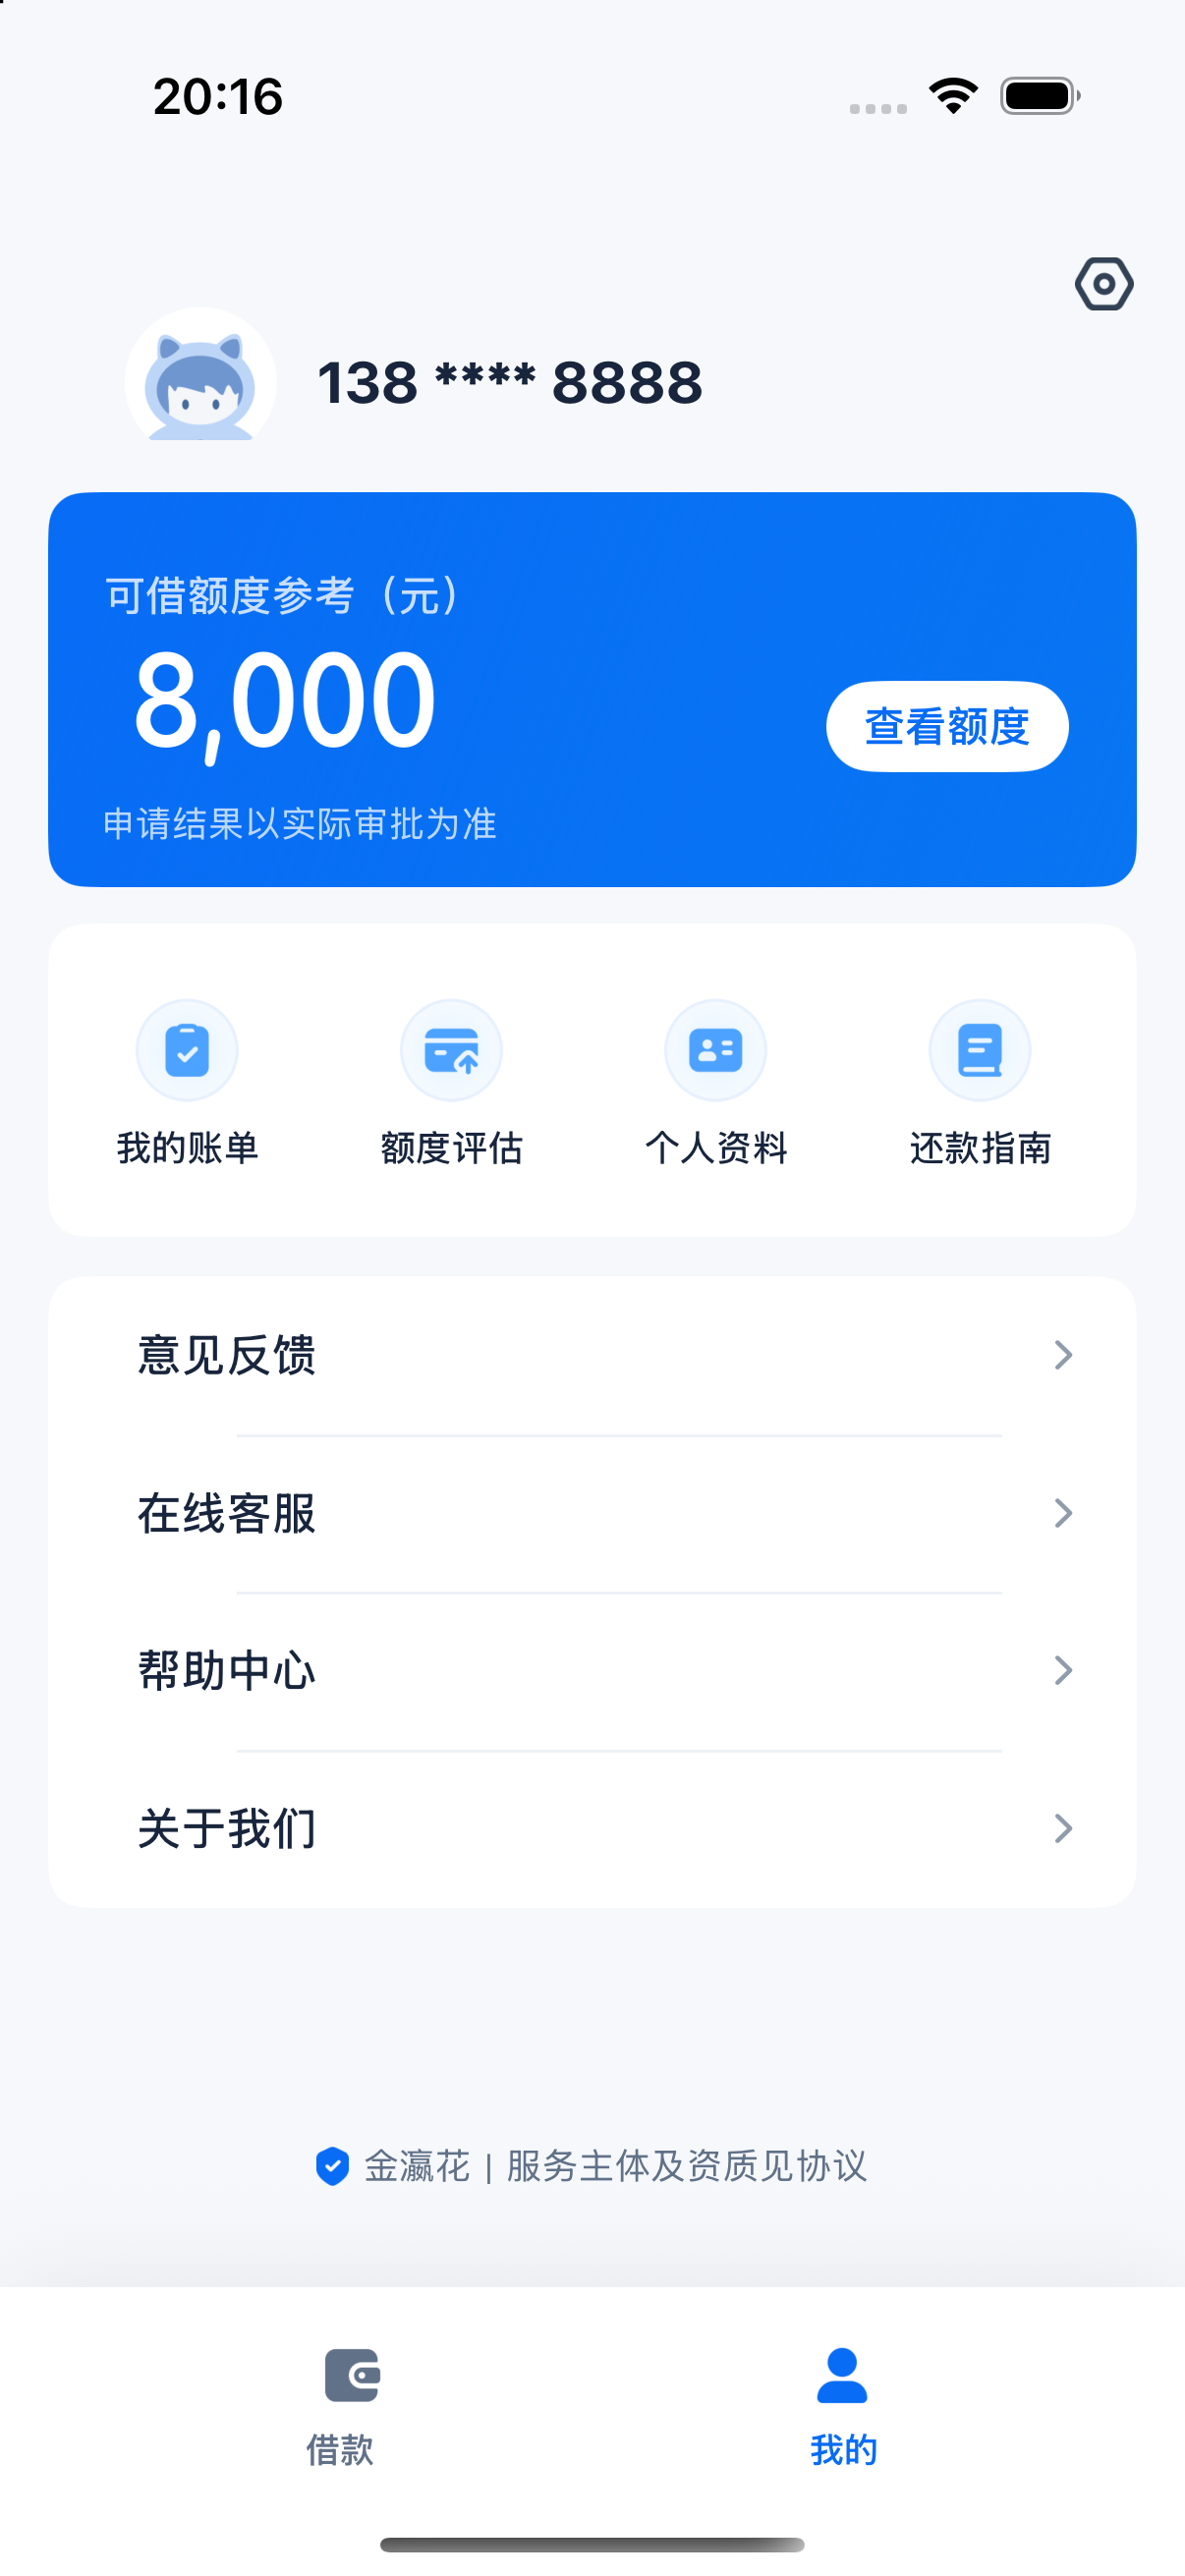 20:16
138 **** 8888
可借额度参考（元）
8,000
查看额度
申请结果以实际审批为准
我的账单 额度评估 个人资料 还款指南
意见反馈
在线客服
帮助中心
关于我们
金瀛花 | 服务主体及资质见协议
借款 我的